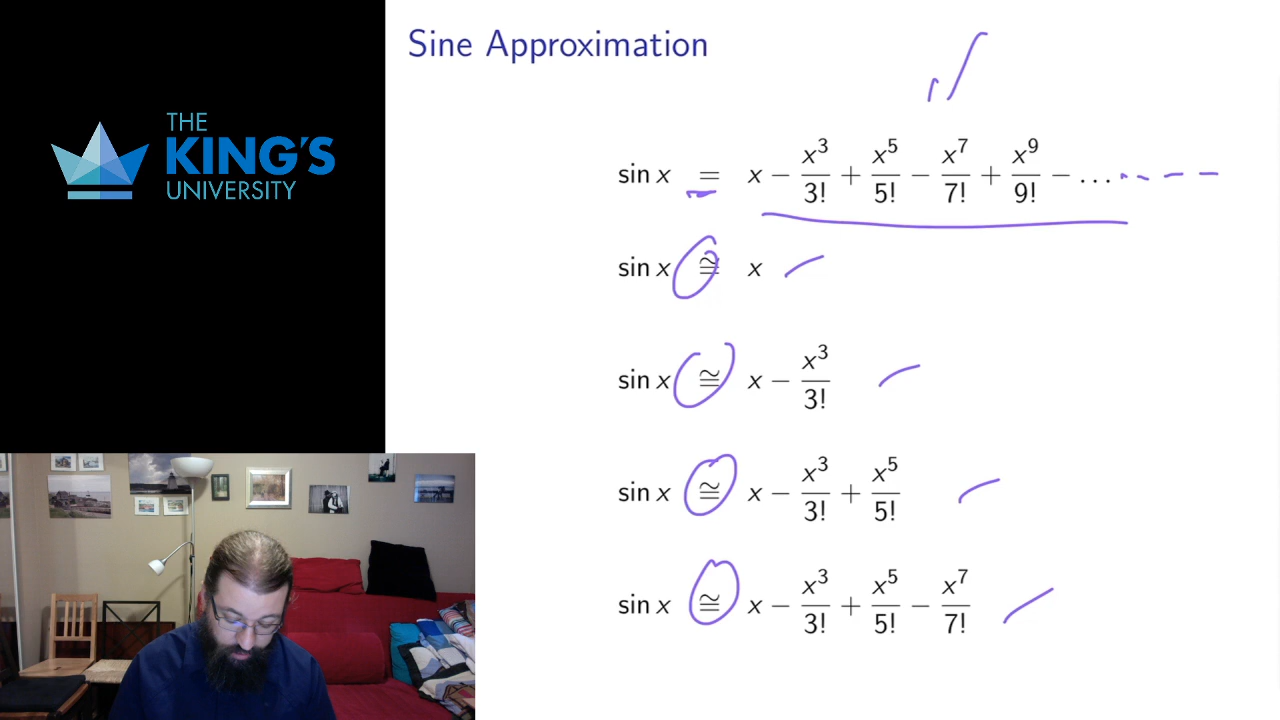 THE
KING'S
UNIVERSITY
Sine Approximation
sin x = x − x³/3! + x⁵/5! − x⁷/7! + x⁹/9! − ...
sin x ≅ x
sin x ≅ x − x³/3!
sin x ≅ x − x³/3! + x⁵/5!
sin x ≅ x − x³/3! + x⁵/5! − x⁷/7!